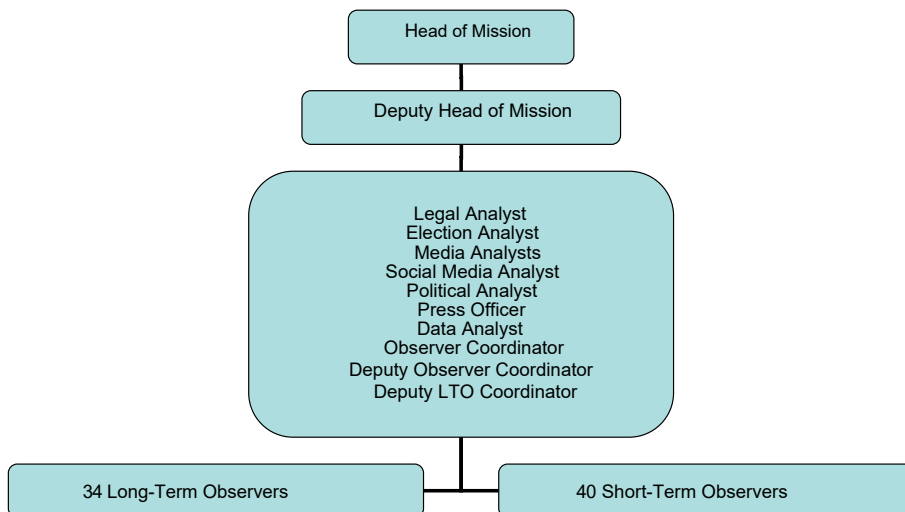 Head of Mission
Deputy Head of Mission
Legal Analyst
Election Analyst
Media Analysts
Social Media Analyst
Political Analyst
Press Officer
Data Analyst
Observer Coordinator
Deputy Observer Coordinator
Deputy LTO Coordinator
34 Long-Term Observers
40 Short-Term Observers